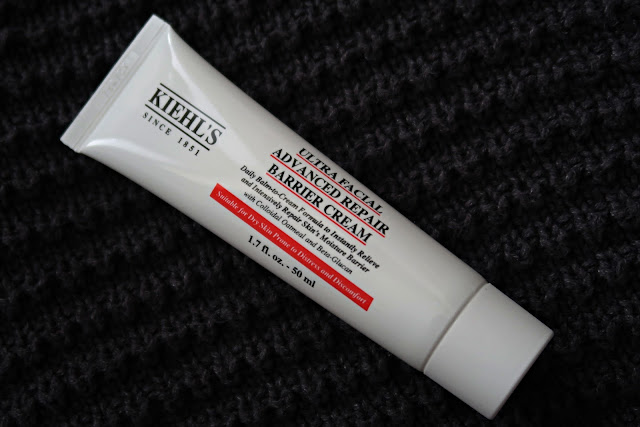 KIEHL'S
SINCE 1851
ULTRA FACIAL
ADVANCED REPAIR
BARRIER CREAM
Daily Balm-to-Cream Formula to Instantly Relieve
and Intensively Repair Skin's Moisture Barrier
with Colloidal Oatmeal and Beta-Glucan
Suitable for Dry Skin Prone to Distress and Discomfort
1.7 fl. oz. - 50 ml